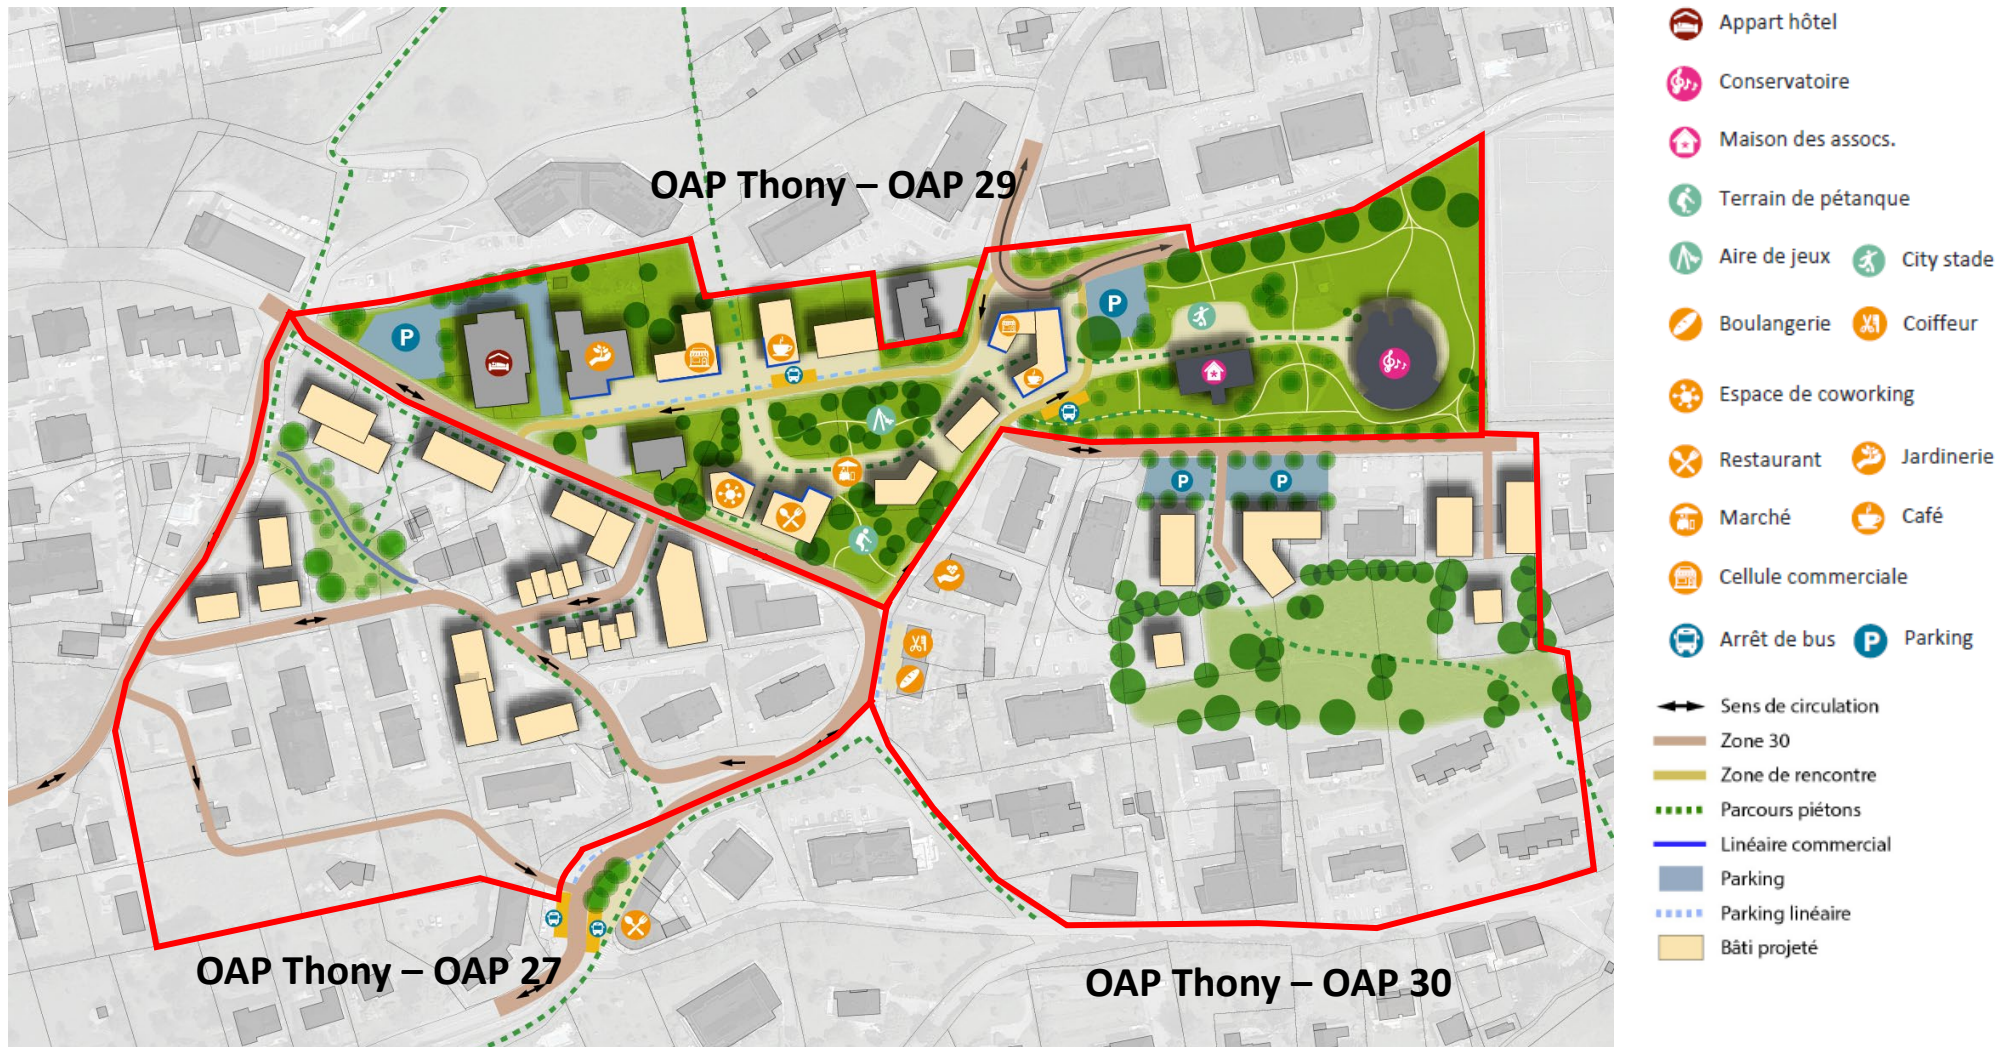 OAP Thony – OAP 29
P
P
P
P
OAP Thony – OAP 27
OAP Thony – OAP 30
Appart hôtel
Conservatoire
Maison des assocs.
Terrain de pétanque
Aire de jeux City stade
Boulangerie Coiffeur
Espace de coworking
Restaurant Jardinerie
Marché Café
Cellule commerciale
Arrêt de bus P Parking
Sens de circulation
Zone 30
Zone de rencontre
Parcours piétons
Linéaire commercial
Parking
Parking linéaire
Bâti projeté